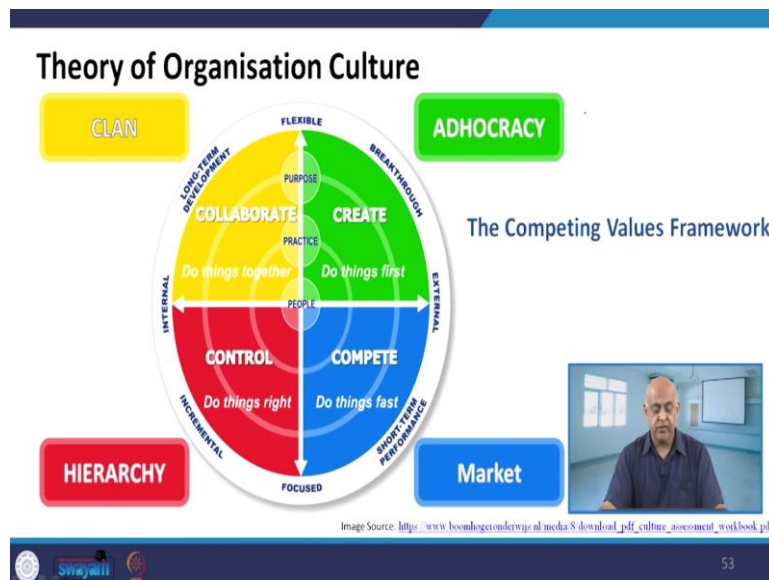 Theory of Organisation Culture
CLAN
ADHOCRACY
FLEXIBLE
LONG-TERM
DEVELOPMENT
BREAKTHROUGH
PURPOSE
COLLABORATE
CREATE
PRACTICE
Do things together
Do things first
The Competing Values Framework
INTERNAL
PEOPLE
EXTERNAL
CONTROL
COMPETE
Do things right
Do things fast
INCREMENTAL
SHORT-TERM
PERFORMANCE
HIERARCHY
FOCUSED
Market
Image Source: https://www.boomhogeronderwijs.nl/media/8/download_pdf_culture_assessment_workbook.pd
swayam
53